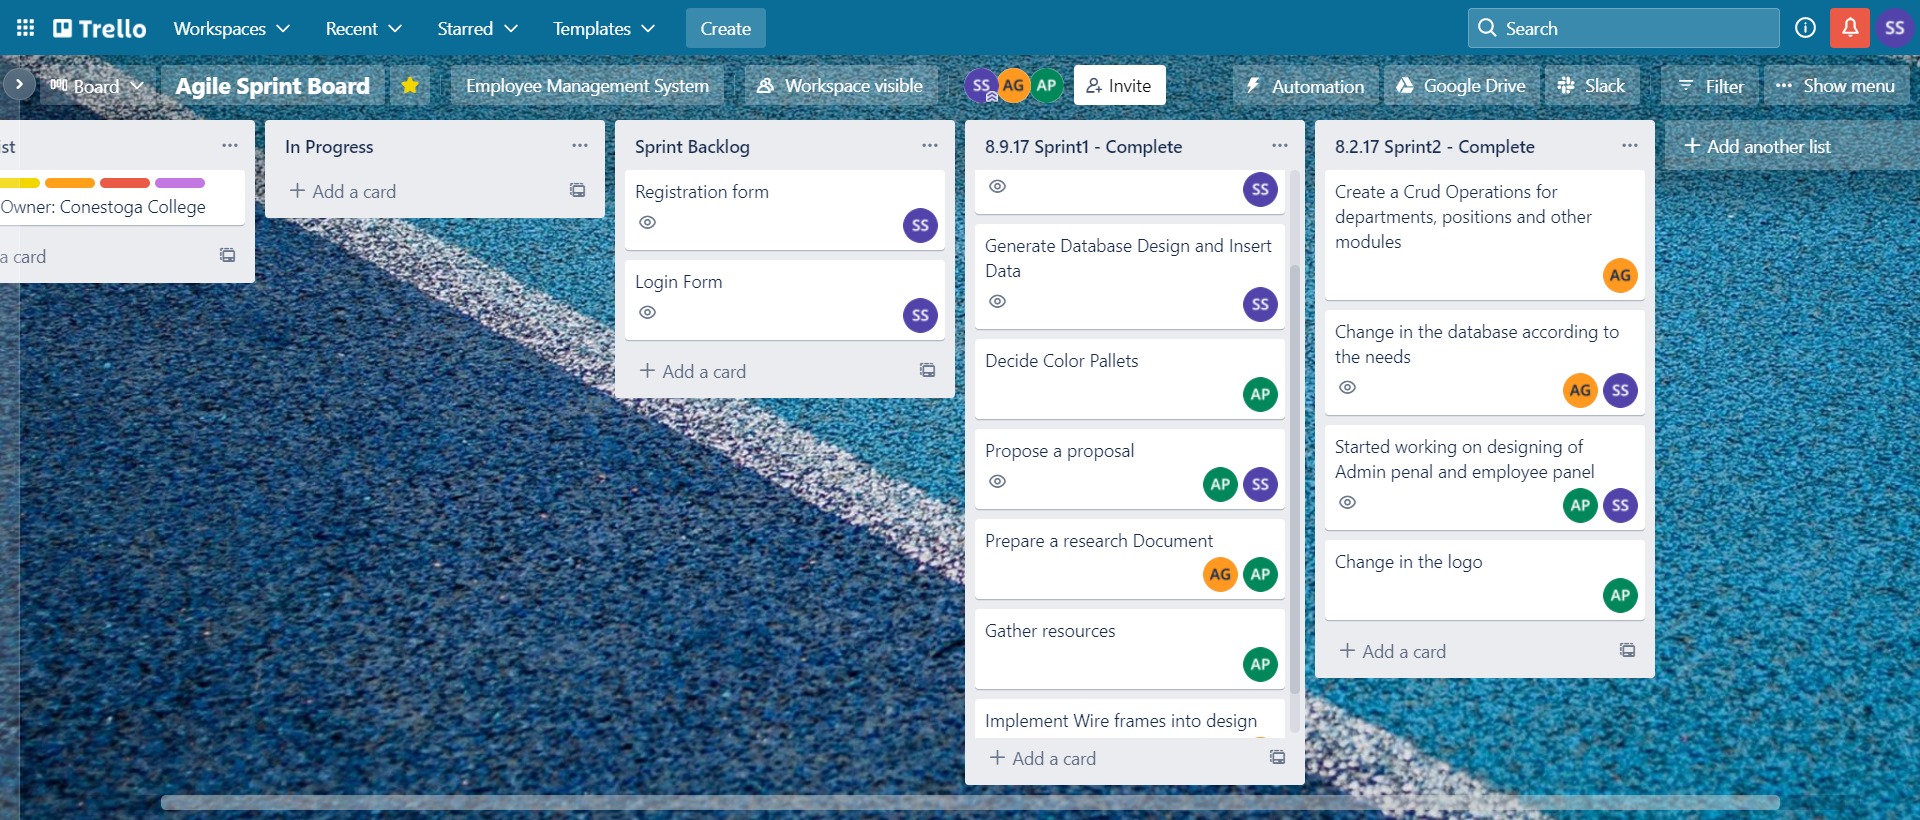 Trello
Workspaces
Recent
Starred
Templates
Create
Search
SS
Board
Agile Sprint Board
Employee Management System
Workspace visible
SS
AG
AP
Invite
Automation
Google Drive
Slack
Filter
Show menu
ist
Owner: Conestoga College
a card
In Progress
+ Add a card
Sprint Backlog
Registration form
SS
Login Form
SS
+ Add a card
8.9.17 Sprint1 - Complete
SS
Generate Database Design and Insert
Data
SS
Decide Color Pallets
AP
Propose a proposal
AP SS
Prepare a research Document
AG AP
Gather resources
AP
Implement Wire frames into design
+ Add a card
8.2.17 Sprint2 - Complete
Create a Crud Operations for
departments, positions and other
modules
AG
Change in the database according to
the needs
AG SS
Started working on designing of
Admin penal and employee panel
AP SS
Change in the logo
AP
+ Add a card
+ Add another list